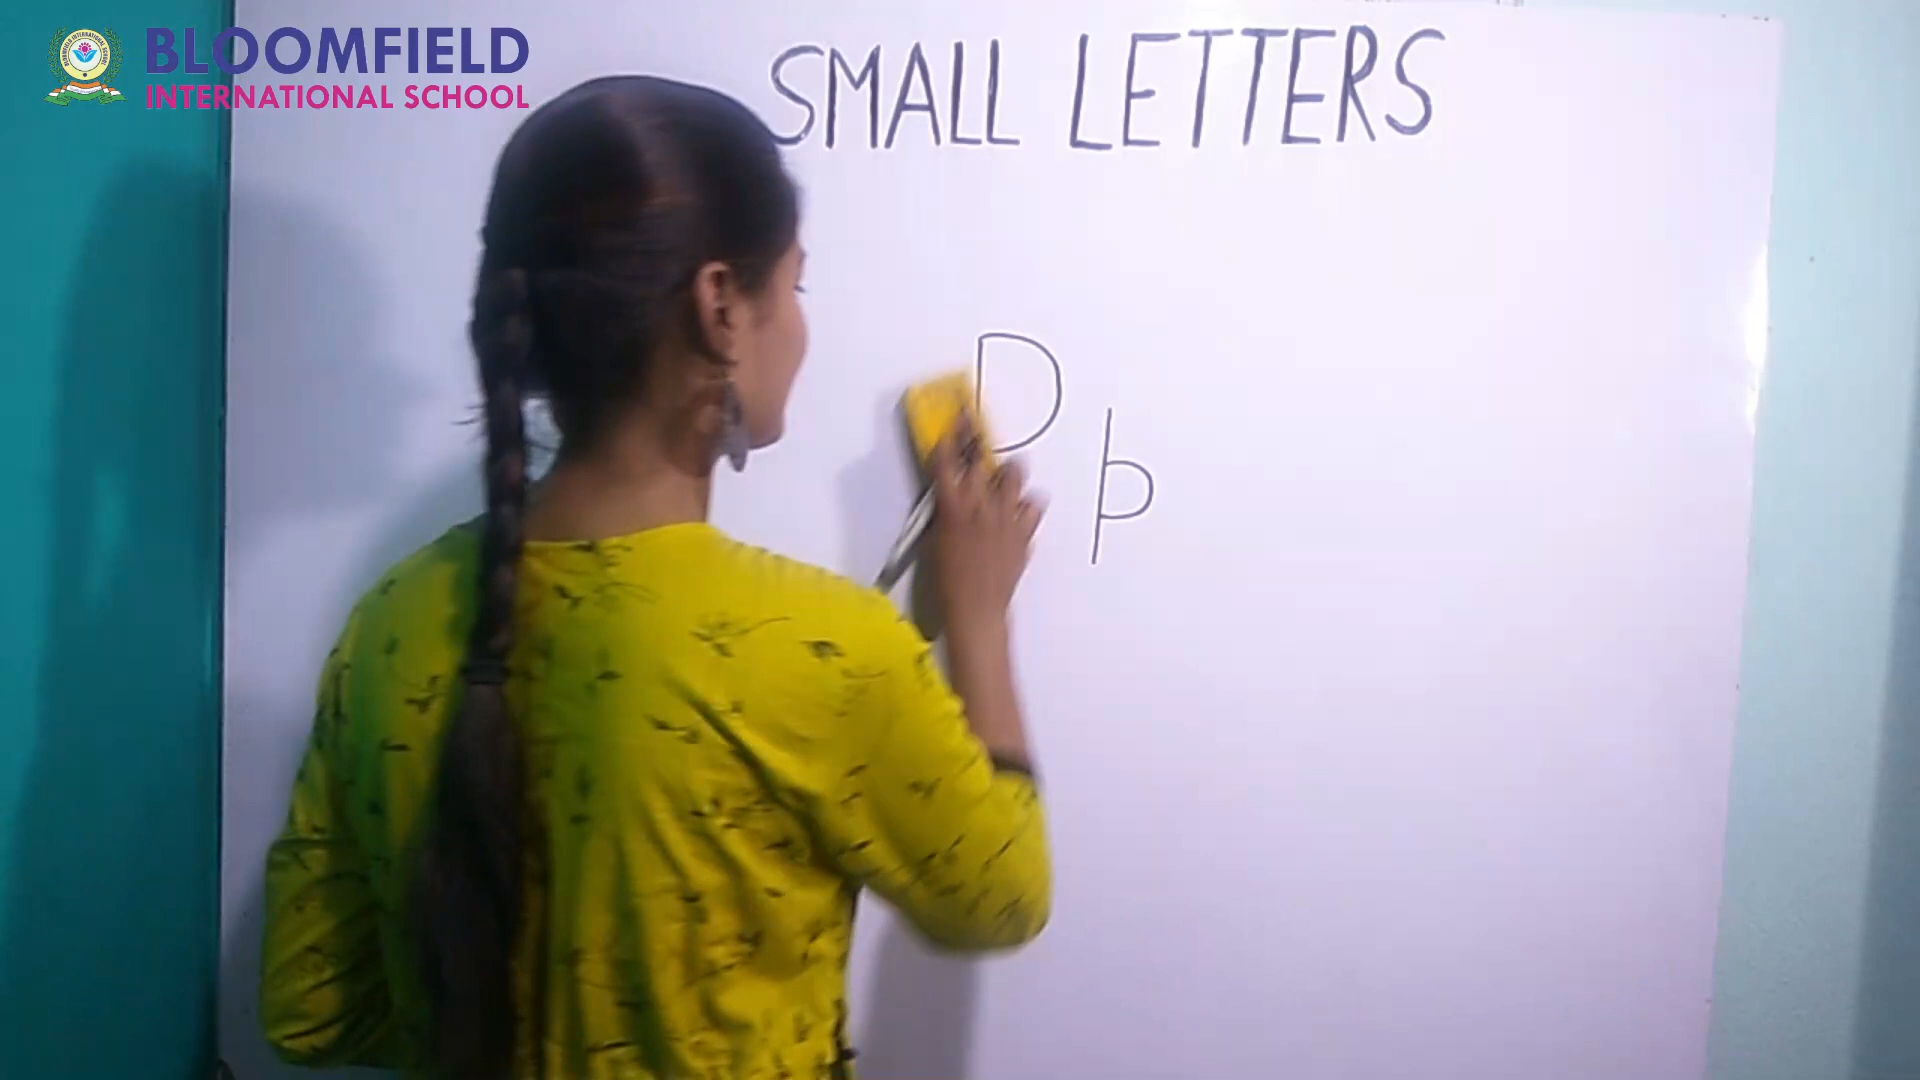 BLOOMFIELD
INTERNATIONAL SCHOOL
SMALL LETTERS
D
þ